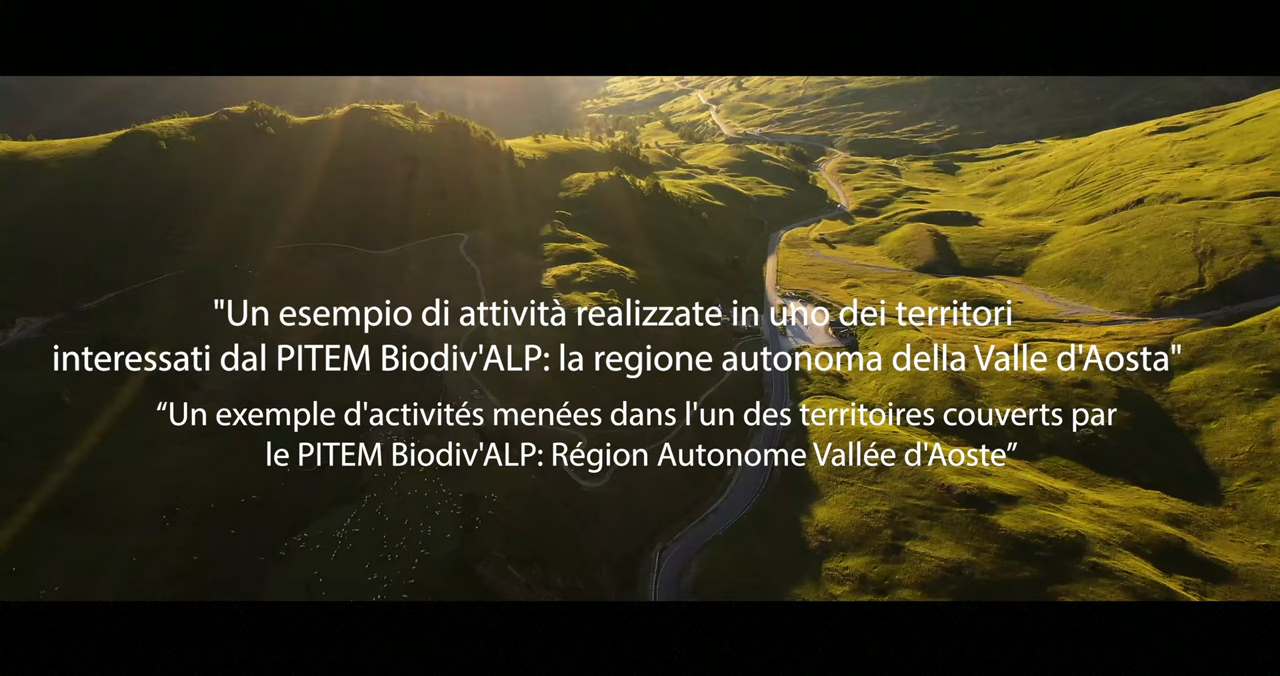 "Un esempio di attività realizzate in uno dei territori
interessati dal PITEM Biodiv'ALP: la regione autonoma della Valle d'Aosta"
“Un exemple d'activités menées dans l'un des territoires couverts par
le PITEM Biodiv'ALP: Région Autonome Vallée d'Aoste”